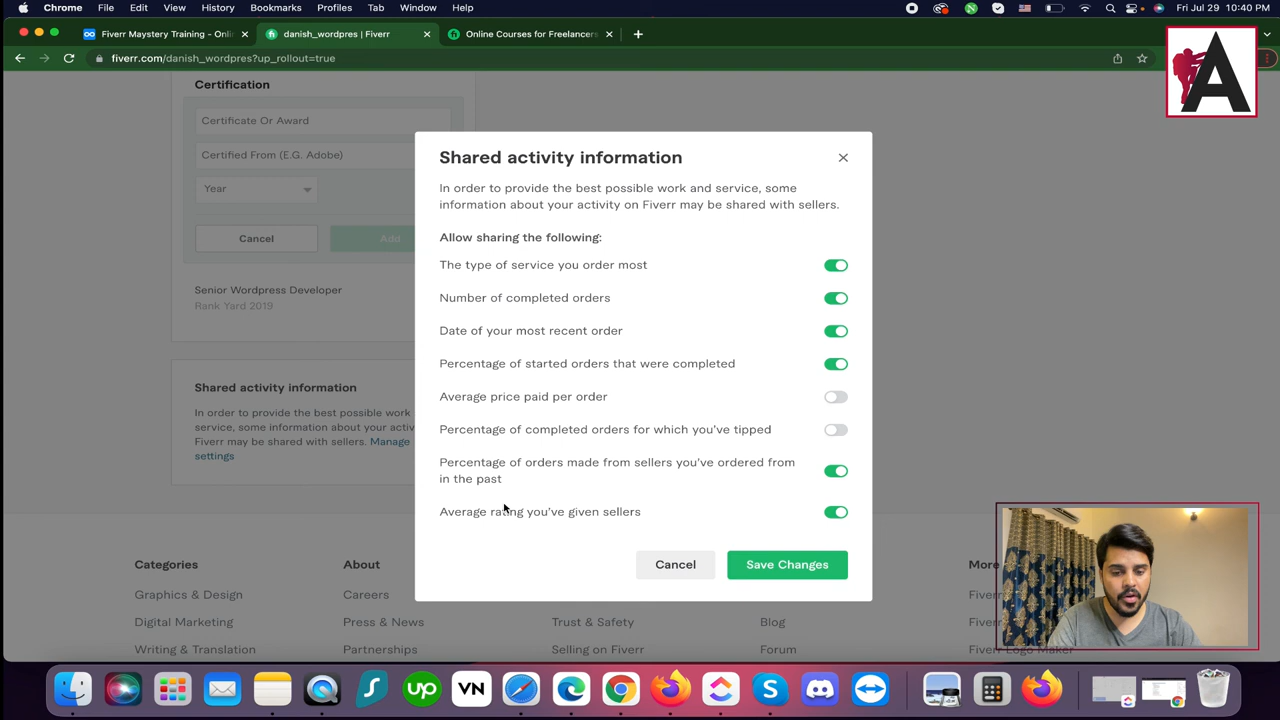 Chrome File Edit View History Bookmarks Profiles Tab Window Help Fri Jul 29 10:40 PM
Fiverr Maystery Training - Onli danish_wordpres | Fiverr Online Courses for Freelancers
fiverr.com/danish_wordpres?up_rollout=true
A
Certification
Certificate Or Award
Certified From (E.G. Adobe)
Year
Cancel Add
Senior Wordpress Developer
Rank Yard 2019
Shared activity information
In order to provide the best possible work
service, some information about your activ
Fiverr may be shared with sellers. Manage
settings
Shared activity information
In order to provide the best possible work and service, some
information about your activity on Fiverr may be shared with sellers.
Allow sharing the following:
The type of service you order most
Number of completed orders
Date of your most recent order
Percentage of started orders that were completed
Average price paid per order
Percentage of completed orders for which you've tipped
Percentage of orders made from sellers you've ordered from
in the past
Average rating you've given sellers
Cancel Save Changes
Categories About More
Graphics & Design Careers Fiverr
Digital Marketing Press & News Trust & Safety Blog Fiverr
Writing & Translation Partnerships Selling on Fiverr Forum Fiverr Logo Maker
up VN